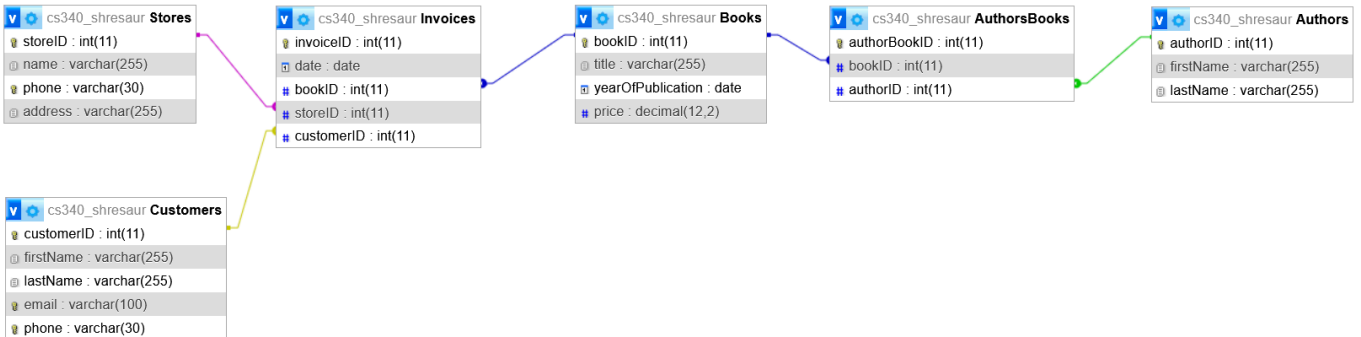 cs340_shresaur Stores
storeID : int(11)
name : varchar(255)
phone : varchar(30)
address : varchar(255)
cs340_shresaur Invoices
invoiceID : int(11)
date : date
bookID : int(11)
storeID : int(11)
customerID : int(11)
cs340_shresaur Books
bookID : int(11)
title : varchar(255)
yearOfPublication : date
price : decimal(12,2)
cs340_shresaur AuthorsBooks
authorBookID : int(11)
bookID : int(11)
authorID : int(11)
cs340_shresaur Authors
authorID : int(11)
firstName : varchar(255)
lastName : varchar(255)
cs340_shresaur Customers
customerID : int(11)
firstName : varchar(255)
lastName : varchar(255)
email : varchar(100)
phone : varchar(30)